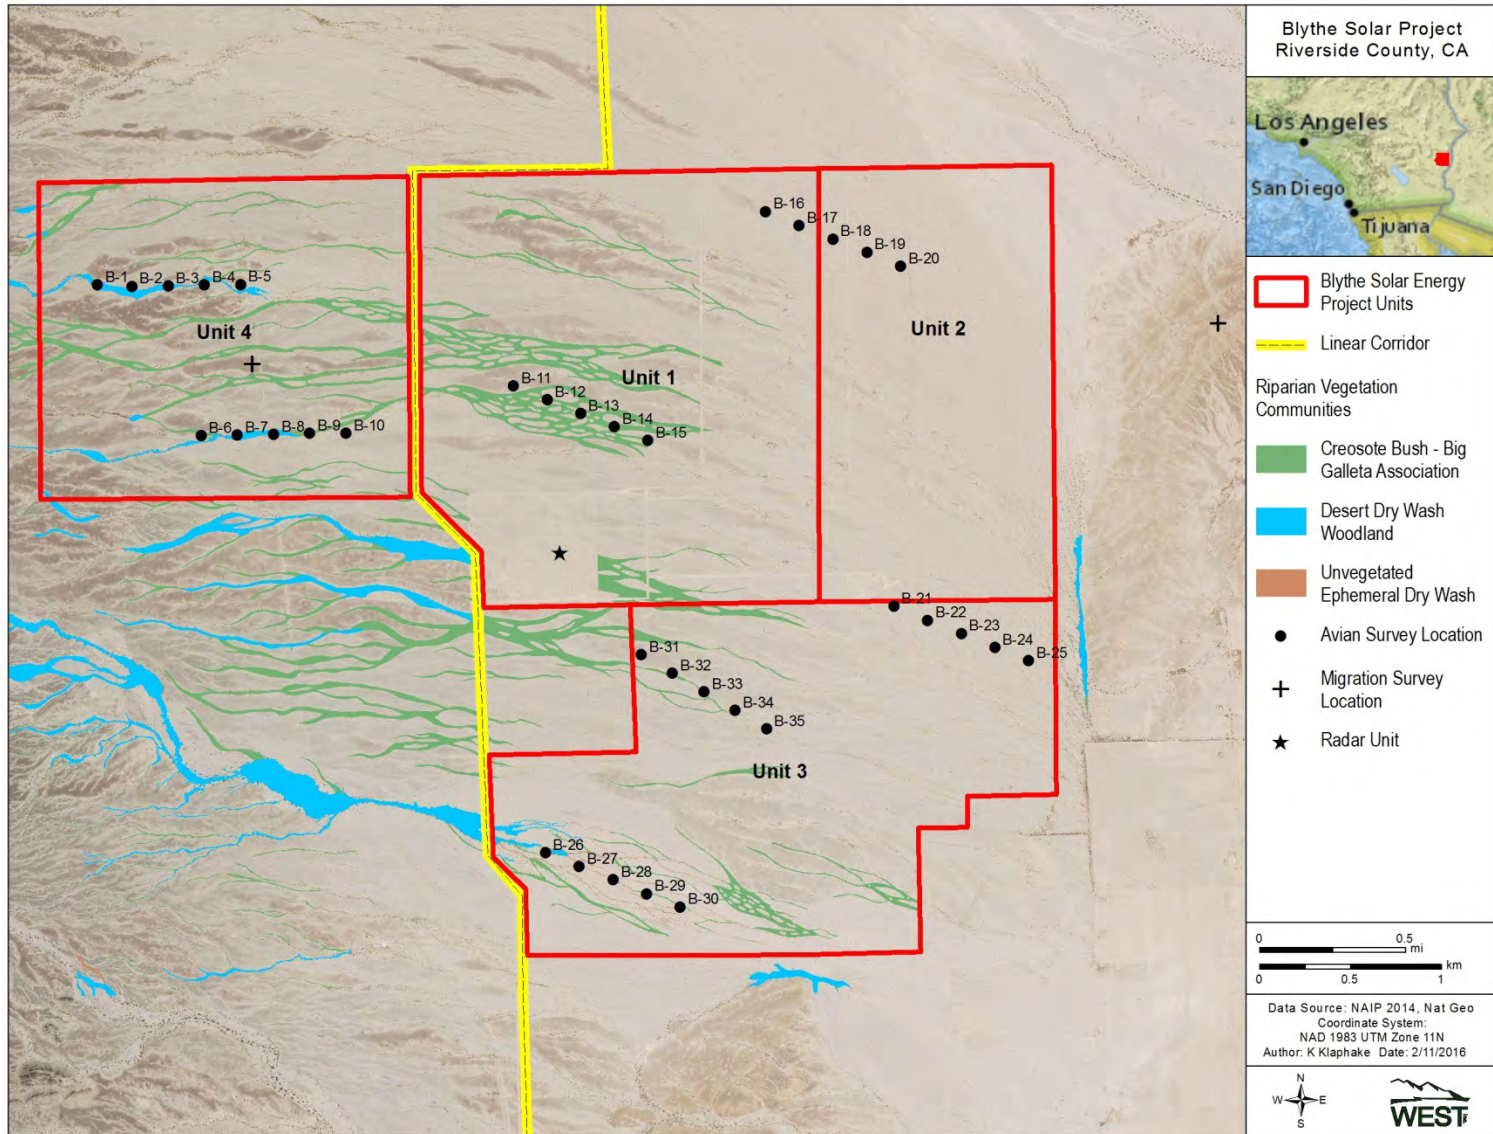 Blythe Solar Project
Riverside County, CA
Los Angeles
San Diego
Tijuana
Blythe Solar Energy
Project Units
Linear Corridor
Riparian Vegetation
Communities
Creosote Bush - Big
Galleta Association
Desert Dry Wash
Woodland
Unvegetated
Ephemeral Dry Wash
Avian Survey Location
Migration Survey
Location
Radar Unit
0 0.5
mi
km
0 0.5 1
Data Source: NAIP 2014, Nat Geo
Coordinate System:
NAD 1983 UTM Zone 11N
Author: K Klaphake Date: 2/11/2016
N
W E
S
WEST
B-16
B-17
B-18
B-19
B-20
B-1 B-2 B-3 B-4 B-5
Unit 4
Unit 2
Unit 1
B-11
B-12
B-13
B-14
B-15
B-6 B-7 B-8 B-9 B-10
B-21
B-22
B-23
B-24
B-25
B-31
B-32
B-33
B-34
B-35
Unit 3
B-26
B-27
B-28
B-29
B-30